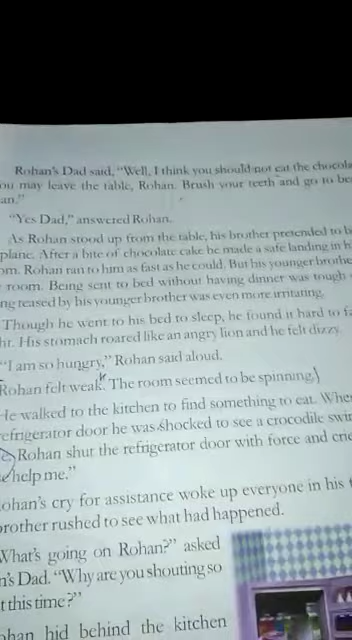 Rohan's Dad said, "Well, I think you should not eat the chocola
ou may leave the table, Rohan. Brush your teeth and go to be
an."
"Yes Dad," answered Rohan.
As Rohan stood up from the table, his brother pretended to b
plane. After a bite of chocolate cake he made a safe landing in h
om. Rohan ran to him as fast as he could. But his younger brothe
room. Being sent to bed without having dinner was tough
ng teased by his younger brother was even more irritating.
Though he went to his bed to sleep, he found it hard to fa
ht. His stomach roared like an angry lion and he felt dizzy.
"I am so hungry," Rohan said aloud.
Rohan felt weak. The room seemed to be spinning.
He walked to the kitchen to find something to eat. Whe
refrigerator door he was shocked to see a crocodile swi
e. Rohan shut the refrigerator door with force and crie
help me."
ohan's cry for assistance woke up everyone in his
brother rushed to see what had happened.
What's going on Rohan?" asked
n's Dad. "Why are you shouting so
t this time?"
ohan hid behind the kitchen